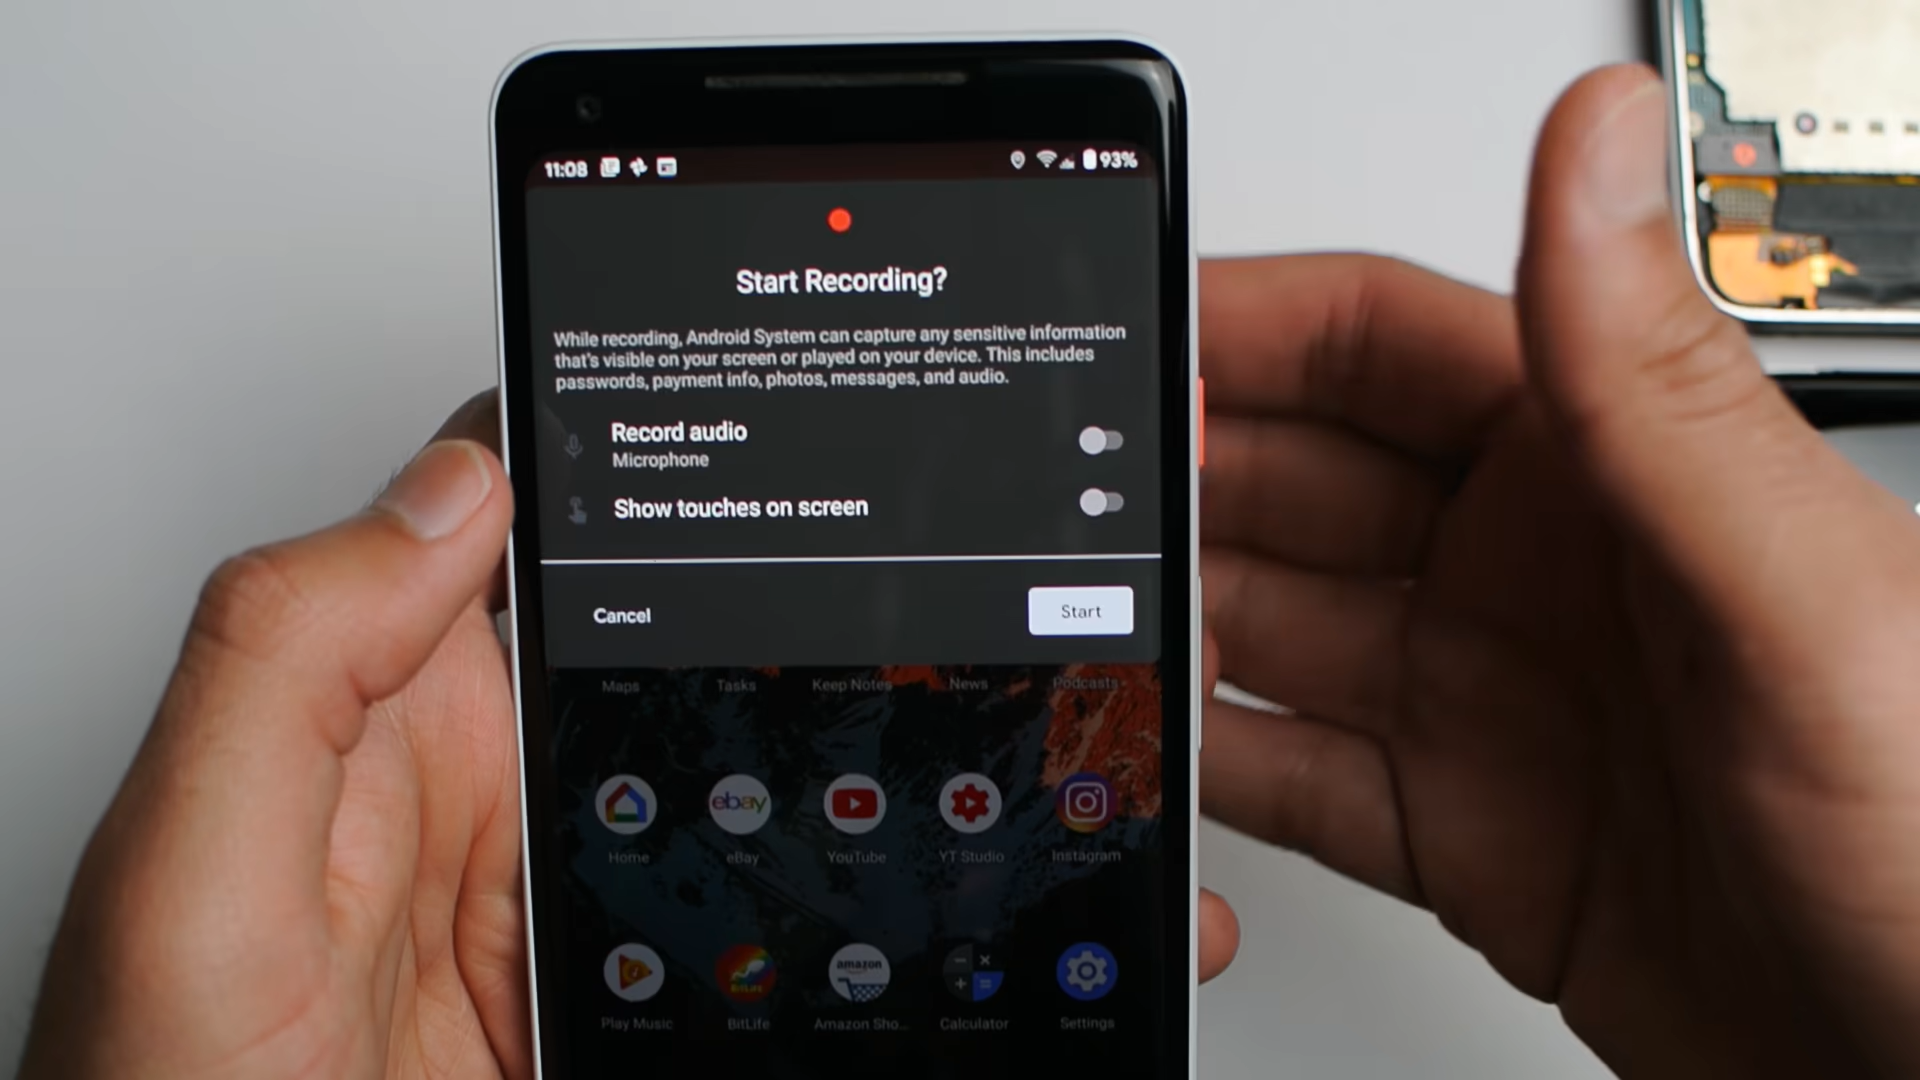 11:08
93%
Start Recording?
While recording, Android System can capture any sensitive information
that's visible on your screen or played on your device. This includes
passwords, payment info, photos, messages, and audio.
Record audio
Microphone
Show touches on screen
Cancel
Start
Maps
Tasks
Keep Notes
News
Podcasts
ebay
Home
eBay
YouTube
YT Studio
Instagram
BitLife
amazon
Play Music
BitLife
Amazon Sho...
Calculator
Settings